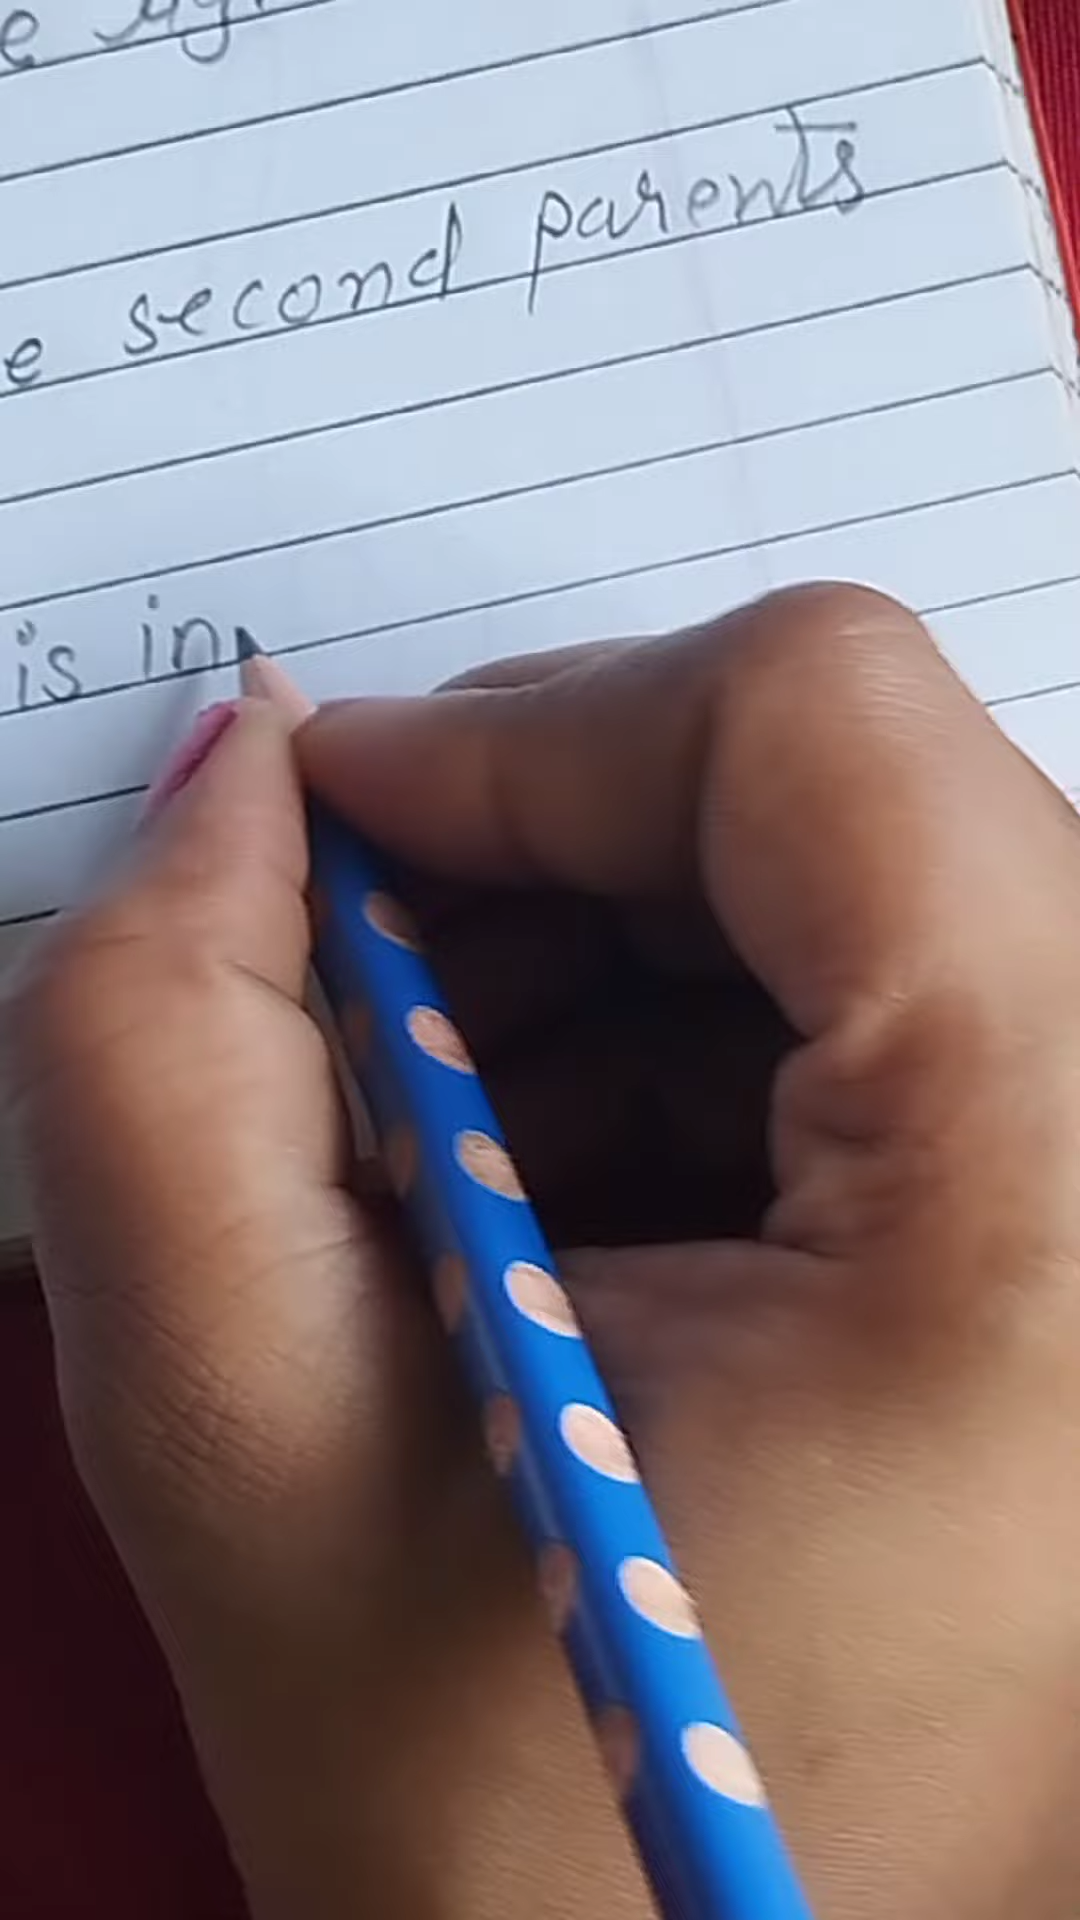 e
e second parents
is in